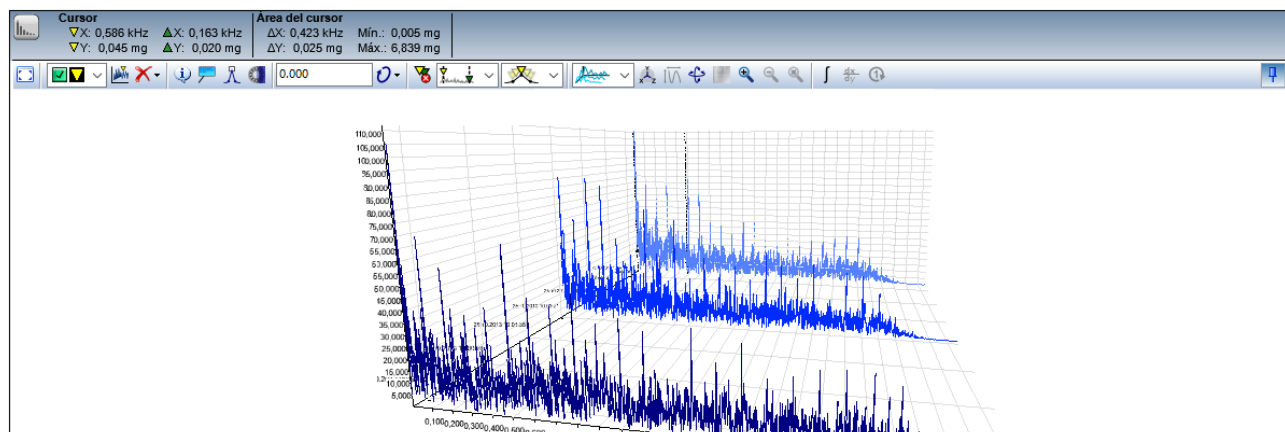 Cursor
X: 0,586 kHz
X: 0,163 kHz
Y: 0,045 mg
Y: 0,020 mg
Área del cursor
ΔX: 0,423 kHz
Mín.: 0,005 mg
ΔY: 0,025 mg
Máx.: 6,839 mg
0.000
110,000
105,000
100,000
95,000
90,000
85,000
80,000
75,000
70,000
65,000
60,000
55,000
50,000
45,000
40,000
35,000
30,000
25,000
20,000
15,000
10,000
5,000
0,100
0,200
0,300
0,400